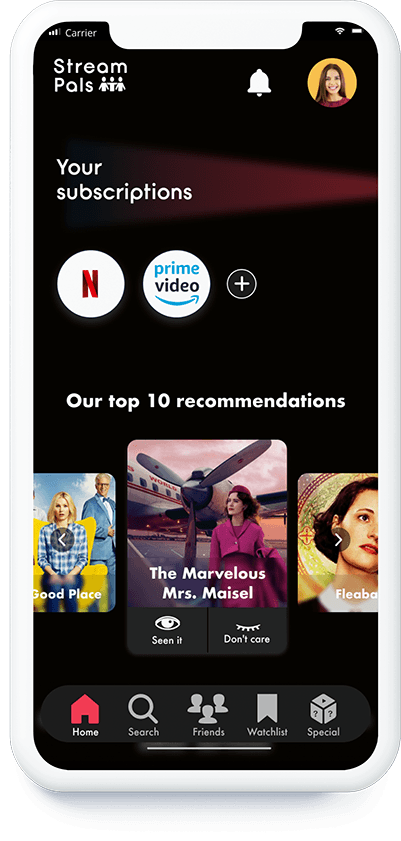 Carrier
Stream
Pals
Your
subscriptions
N
prime
video
Our top 10 recommendations
WORLD
Good Place
The Marvelous
Mrs. Maisel
Fleaba
Seen it
Don't care
? ?
Home
Search
Friends
Watchlist
Special